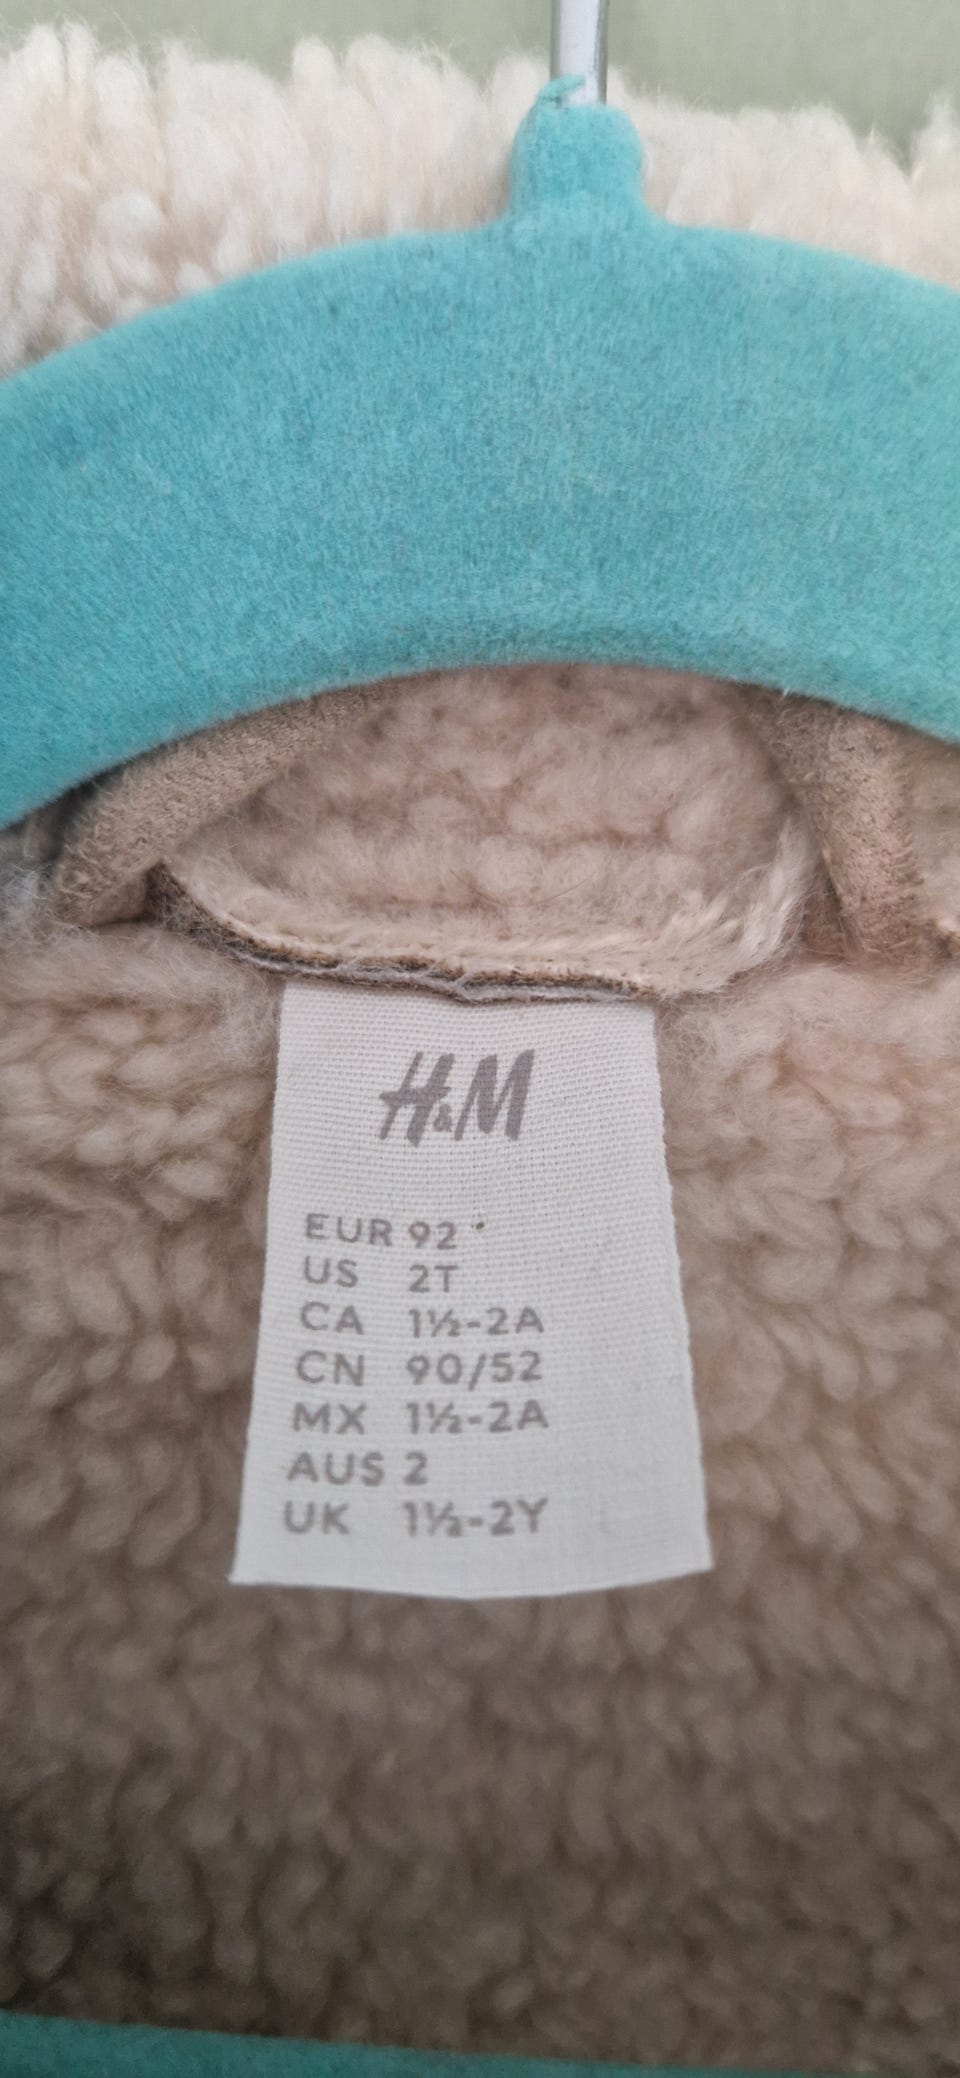 H&M
EUR 92
US 2T
CA 1½-2A
CN 90/52
MX 1½-2A
AUS 2
UK 1½-2Y